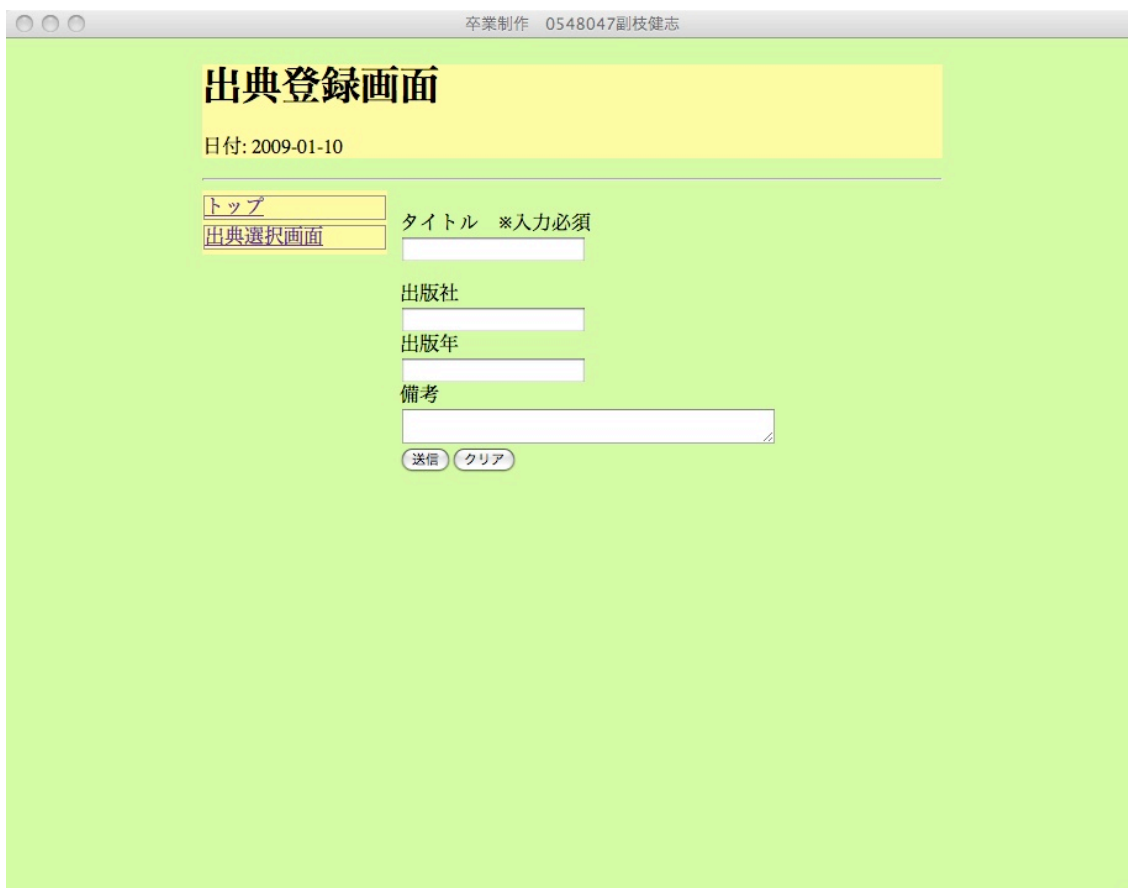 卒業制作　0548047副枝健志
出典登録画面
日付: 2009-01-10
トップ
出典選択画面
タイトル　※入力必須
出版社
出版年
備考
送信 クリア